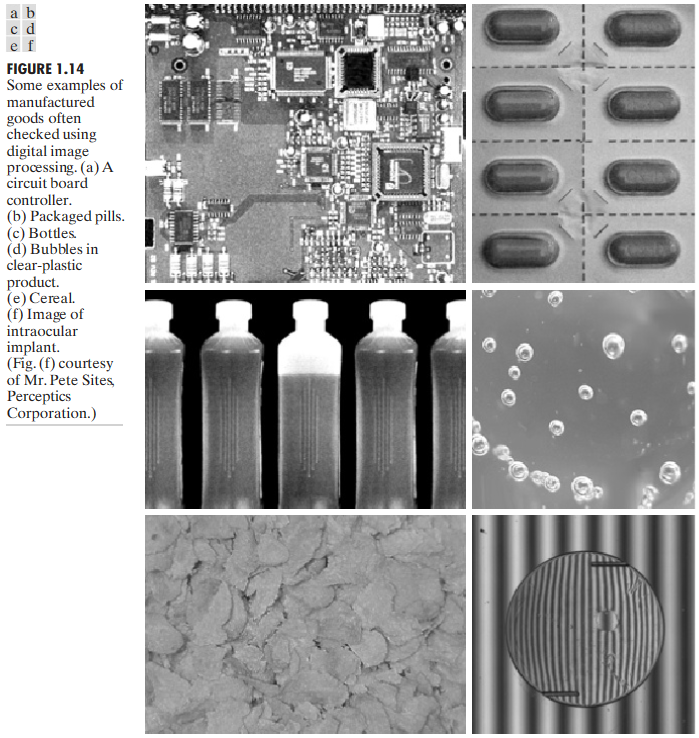 a b
c d
e f
FIGURE 1.14
Some examples of
manufactured
goods often
checked using
digital image
processing. (a) A
circuit board
controller.
(b) Packaged pills.
(c) Bottles.
(d) Bubbles in
clear-plastic
product.
(e) Cereal.
(f) Image of
intraocular
implant.
(Fig. (f) courtesy
of Mr. Pete Sites,
Perceptics
Corporation.)